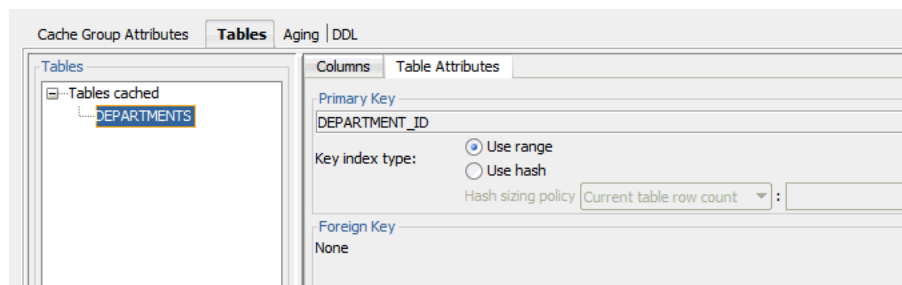 Cache Group Attributes Tables Aging DDL
Tables
Tables cached
DEPARTMENTS
Columns Table Attributes
Primary Key
DEPARTMENT_ID
Key index type:
Use range
Use hash
Hash sizing policy Current table row count :
Foreign Key
None